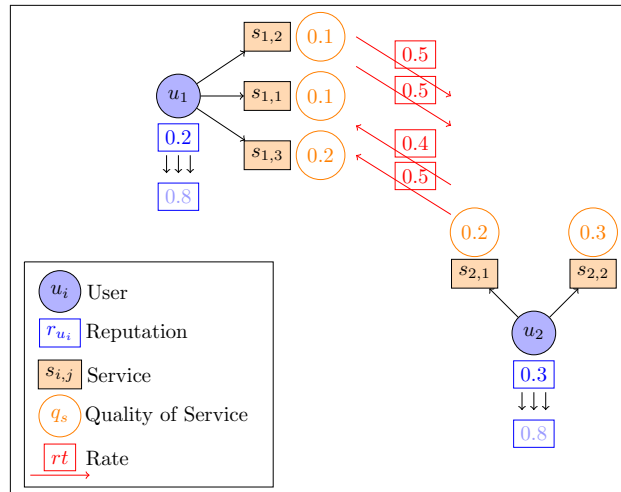 s1,2 0.1
0.5
0.5
u1 s1,1 0.1
0.2
s1,3 0.2
0.4
0.5
0.8
0.2 0.3
s2,1 s2,2
u2
0.3
0.8
ui User
rui Reputation
si,j Service
qs Quality of Service
rt Rate